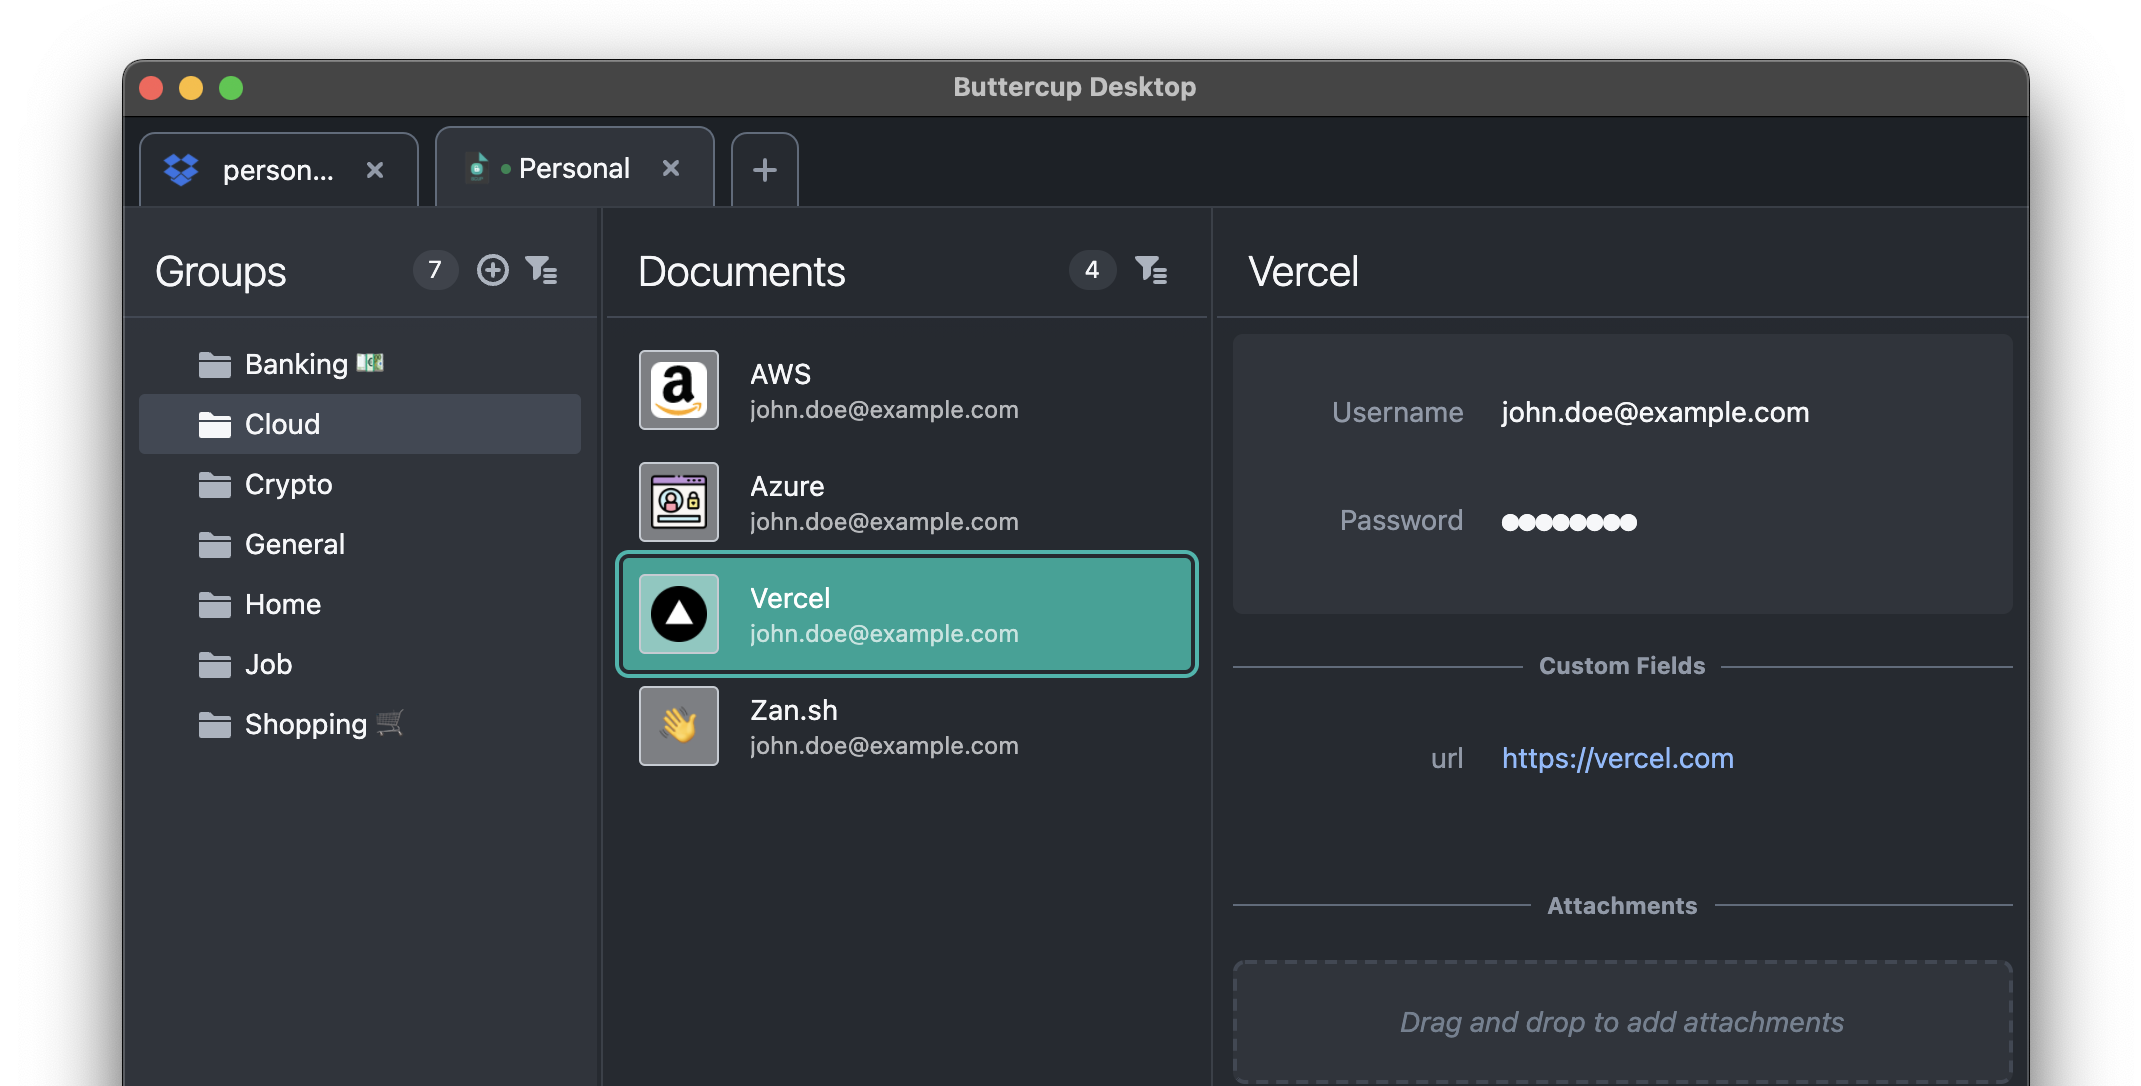 Buttercup Desktop
person...
Personal
Groups
7
Documents
4
Vercel
Banking
Cloud
Crypto
General
Home
Job
Shopping
AWS
john.doe@example.com
Azure
john.doe@example.com
Vercel
john.doe@example.com
Zan.sh
john.doe@example.com
Username john.doe@example.com
Password ●●●●●●●●
Custom Fields
url https://vercel.com
Attachments
Drag and drop to add attachments